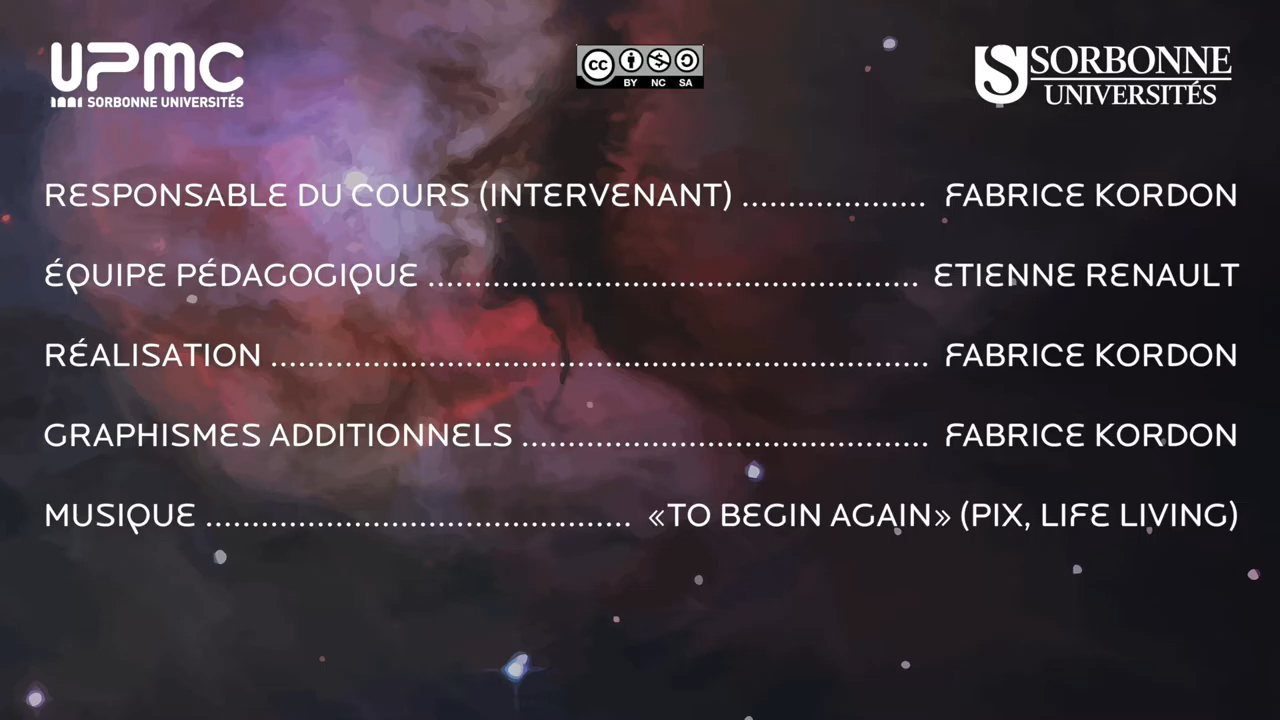 UPMC
SORBONNE UNIVERSITÉS
cc BY NC SA
SORBONNE
UNIVERSITÉS
RESPONSABLE DU COURS (INTERVENANT) .................... FABRICE KORDON
ÉQUIPE PÉDAGOGIQUE ..................................................... ETIENNE RENAULT
RÉALISATION ....................................................................... FABRICE KORDON
GRAPHISMES ADDITIONNELS ............................................ FABRICE KORDON
MUSIQUE .............................................. «TO BEGIN AGAIN» (PIX, LIFE LIVING)